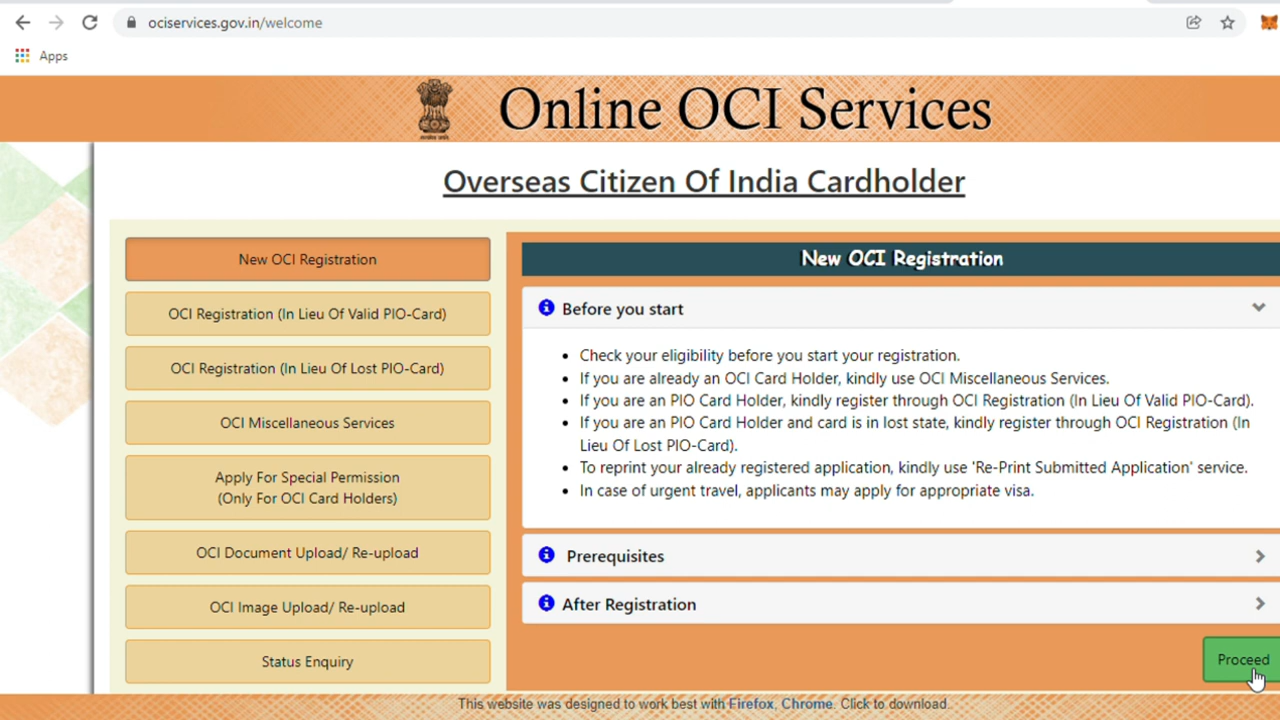 ociservices.gov.in/welcome
Apps
Online OCI Services
Overseas Citizen Of India Cardholder
New OCI Registration
OCI Registration (In Lieu Of Valid PIO-Card)
OCI Registration (In Lieu Of Lost PIO-Card)
OCI Miscellaneous Services
Apply For Special Permission
(Only For OCI Card Holders)
OCI Document Upload/ Re-upload
OCI Image Upload/ Re-upload
Status Enquiry
New OCI Registration
Before you start
• Check your eligibility before you start your registration.
• If you are already an OCI Card Holder, kindly use OCI Miscellaneous Services.
• If you are an PIO Card Holder, kindly register through OCI Registration (In Lieu Of Valid PIO-Card).
• If you are an PIO Card Holder and card is in lost state, kindly register through OCI Registration (In
Lieu Of Lost PIO-Card).
• To reprint your already registered application, kindly use 'Re-Print Submitted Application' service.
• In case of urgent travel, applicants may apply for appropriate visa.
Prerequisites
After Registration
Proceed
This website was designed to work best with Firefox, Chrome. Click to download.